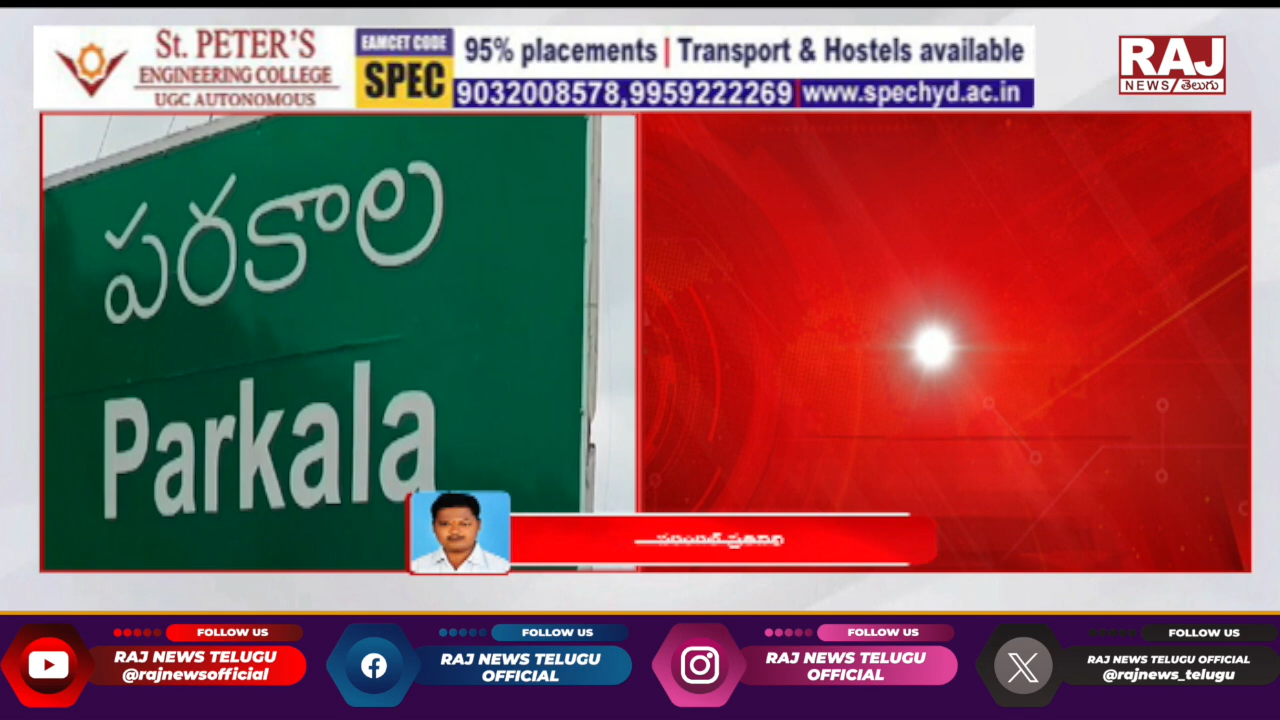 St. PETER'S
ENGINEERING COLLEGE
UGC AUTONOMOUS
EAMCET CODE
SPEC
95% placements | Transport & Hostels available
9032008578,9959222269 www.spechyd.ac.in
RAJ
NEWS తెలుగు
పరకాల
Parkala
FOLLOW US
RAJ NEWS TELUGU
@rajnewsofficial
FOLLOW US
RAJ NEWS TELUGU
OFFICIAL
FOLLOW US
RAJ NEWS TELUGU
OFFICIAL
FOLLOW US
RAJ NEWS TELUGU OFFICIAL
@rajnews_telugu